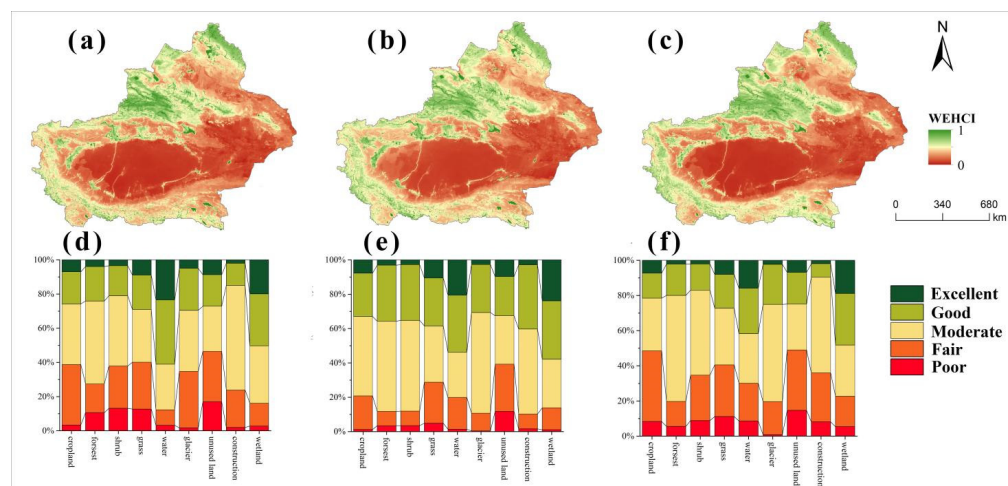 (a)
(b)
(c)
N
WEHCI
1
0
0 340 680
km
(d)
(e)
(f)
100%
80%
60%
40%
20%
0%
cropland
forsest
shrub
grass
water
glacier
unused land
construction
wetland
100%
80%
60%
40%
20%
0%
cropland
forsest
shrub
grass
water
glacier
unused land
construction
wetland
100%
80%
60%
40%
20%
0%
cropland
forsest
shrub
grass
water
glacier
unused land
construction
wetland
Excellent
Good
Moderate
Fair
Poor